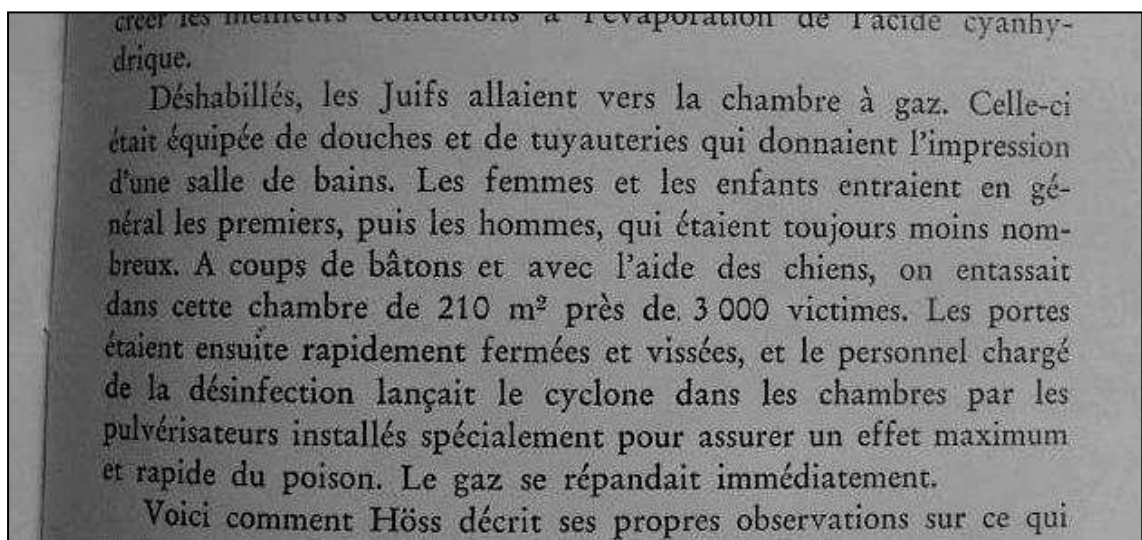 créer les meilleurs conditions à l'évaporation de l'acide cyanhy-
drique.
Déshabillés, les Juifs allaient vers la chambre à gaz. Celle-ci
était équipée de douches et de tuyauteries qui donnaient l'impression
d'une salle de bains. Les femmes et les enfants entraient en gé-
néral les premiers, puis les hommes, qui étaient toujours moins nom-
breux. A coups de bâtons et avec l'aide des chiens, on entassait
dans cette chambre de 210 m² près de 3 000 victimes. Les portes
étaient ensuite rapidement fermées et vissées, et le personnel chargé
de la désinfection lançait le cyclone dans les chambres par les
pulvérisateurs installés spécialement pour assurer un effet maximum
et rapide du poison. Le gaz se répandait immédiatement.
Voici comment Höss décrit ses propres observations sur ce qui